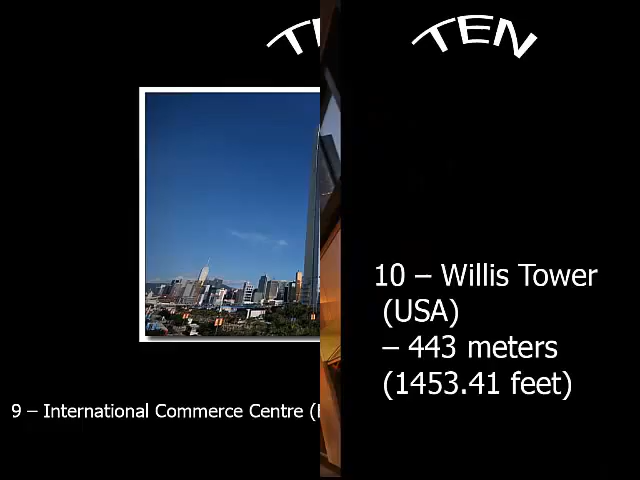 TEN
10 – Willis Tower
(USA)
– 443 meters
(1453.41 feet)
9 – International Commerce Centre (